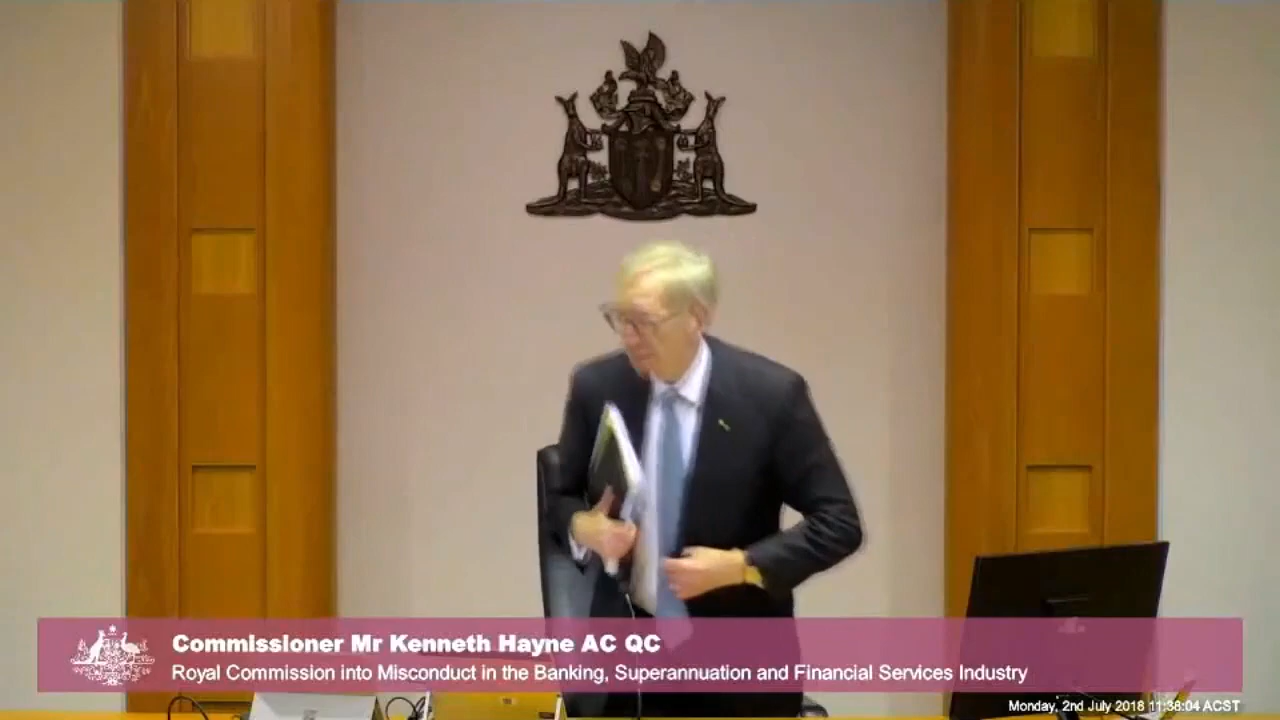 Commissioner Mr Kenneth Hayne AC QC
Royal Commission into Misconduct in the Banking, Superannuation and Financial Services Industry
Monday, 2nd July 2018 11:38:04 ACST